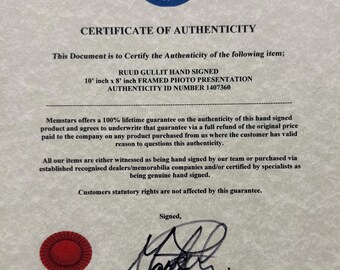 CERTIFICATE OF AUTHENTICITY
This Document is to Certify the Authenticity of the following item;
RUUD GULLIT HAND SIGNED
10' inch x 8' inch FRAMED PHOTO PRESENTATION
AUTHENTICITY ID NUMBER 1407360
Memstars offers a 100% lifetime guarantee on the authenticity of this hand signed
product and agrees to underwrite that guarantee via a full refund of the original price
paid to the company on any product purchased from us where the customer has valid
reason to questions this authenticity.
All our items are either witnessed as being hand signed by our team or purchased via
established recognised dealers/memorabilia companies and/or certified by specialists as
being genuine hand signed.
Customers statutory rights are not affected by this guarantee.
Signed,